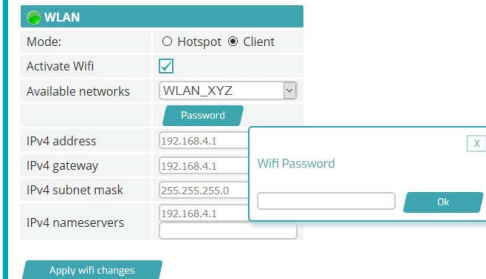 WLAN
Mode: Hotspot Client
Activate Wifi
Available networks WLAN_XYZ
Password
IPv4 address 192.168.4.1
X
IPv4 gateway 192.168.4.1
Wifi Password
IPv4 subnet mask 255.255.255.0
Ok
IPv4 nameservers 192.168.4.1
Apply wifi changes